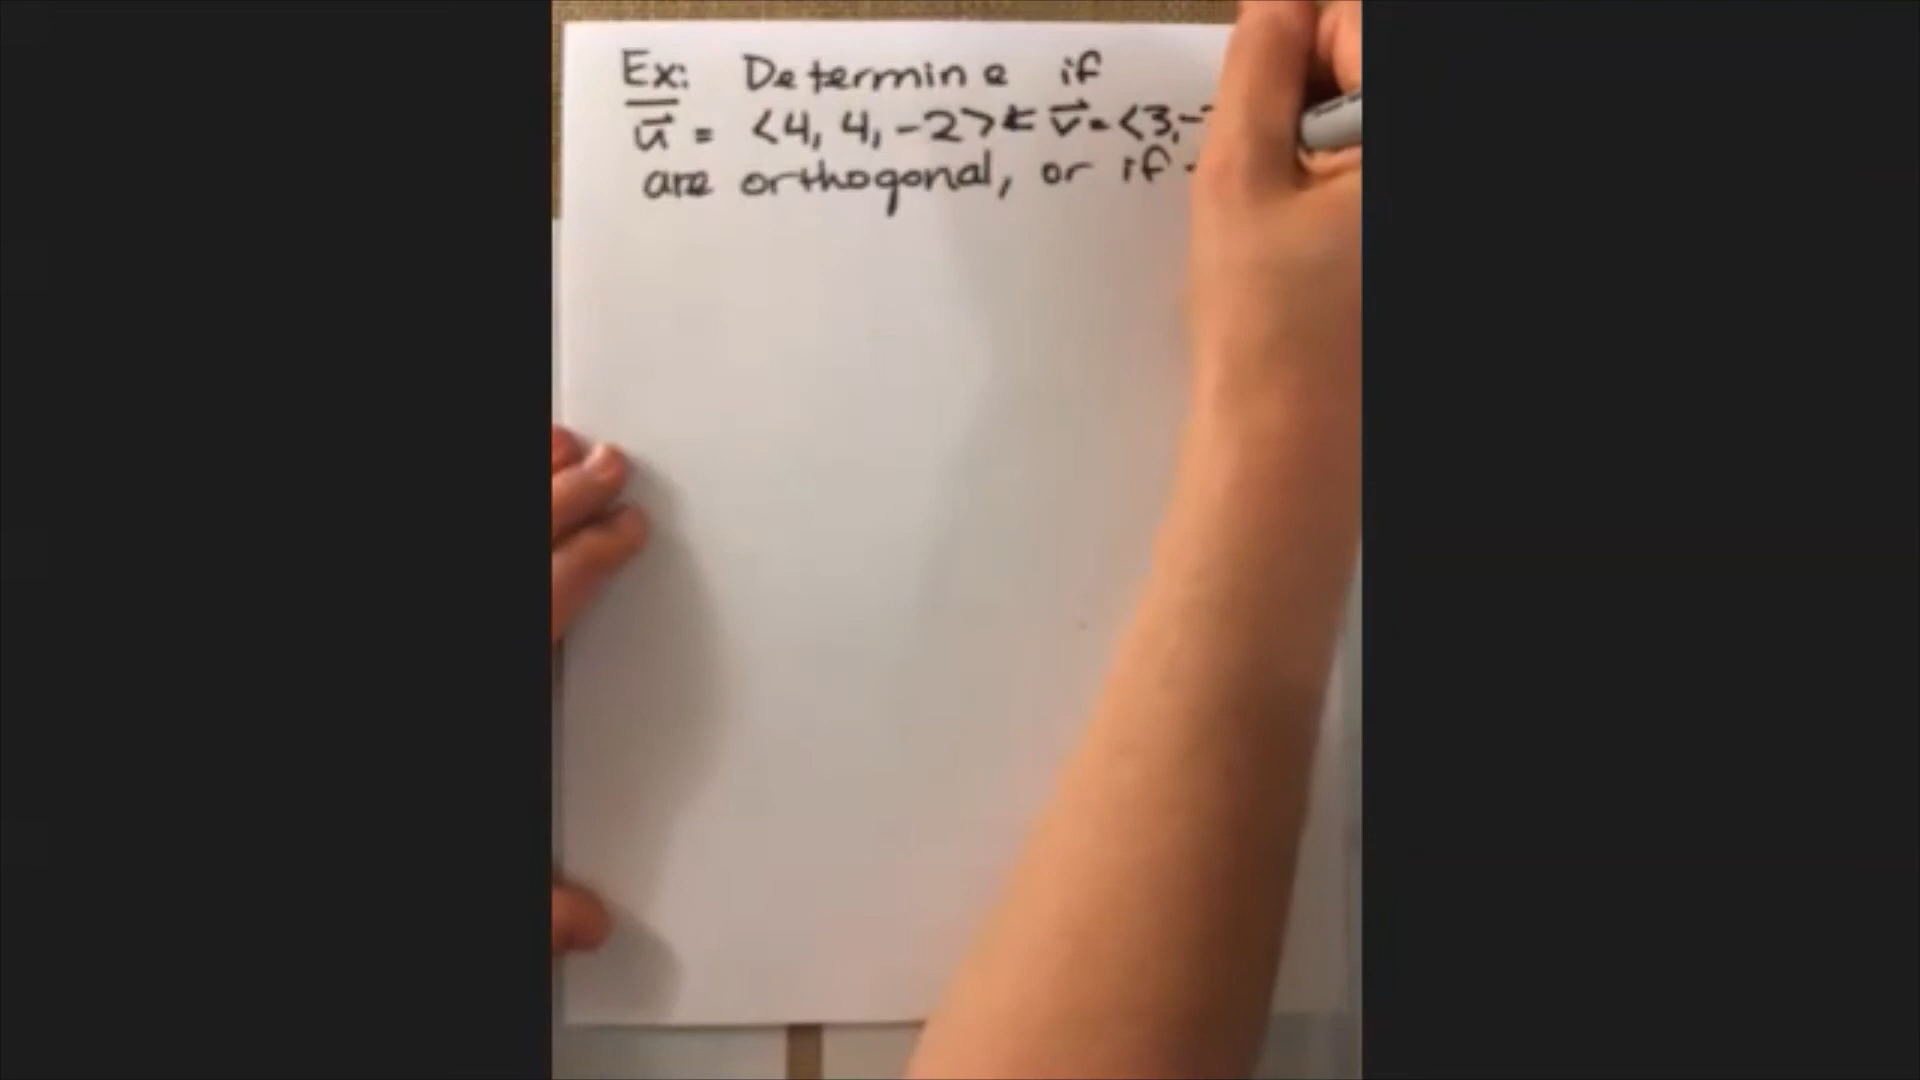 Ex: Determine if
u⃗ = <4, 4, -2> & v⃗ = <3, -
are orthogonal, or if